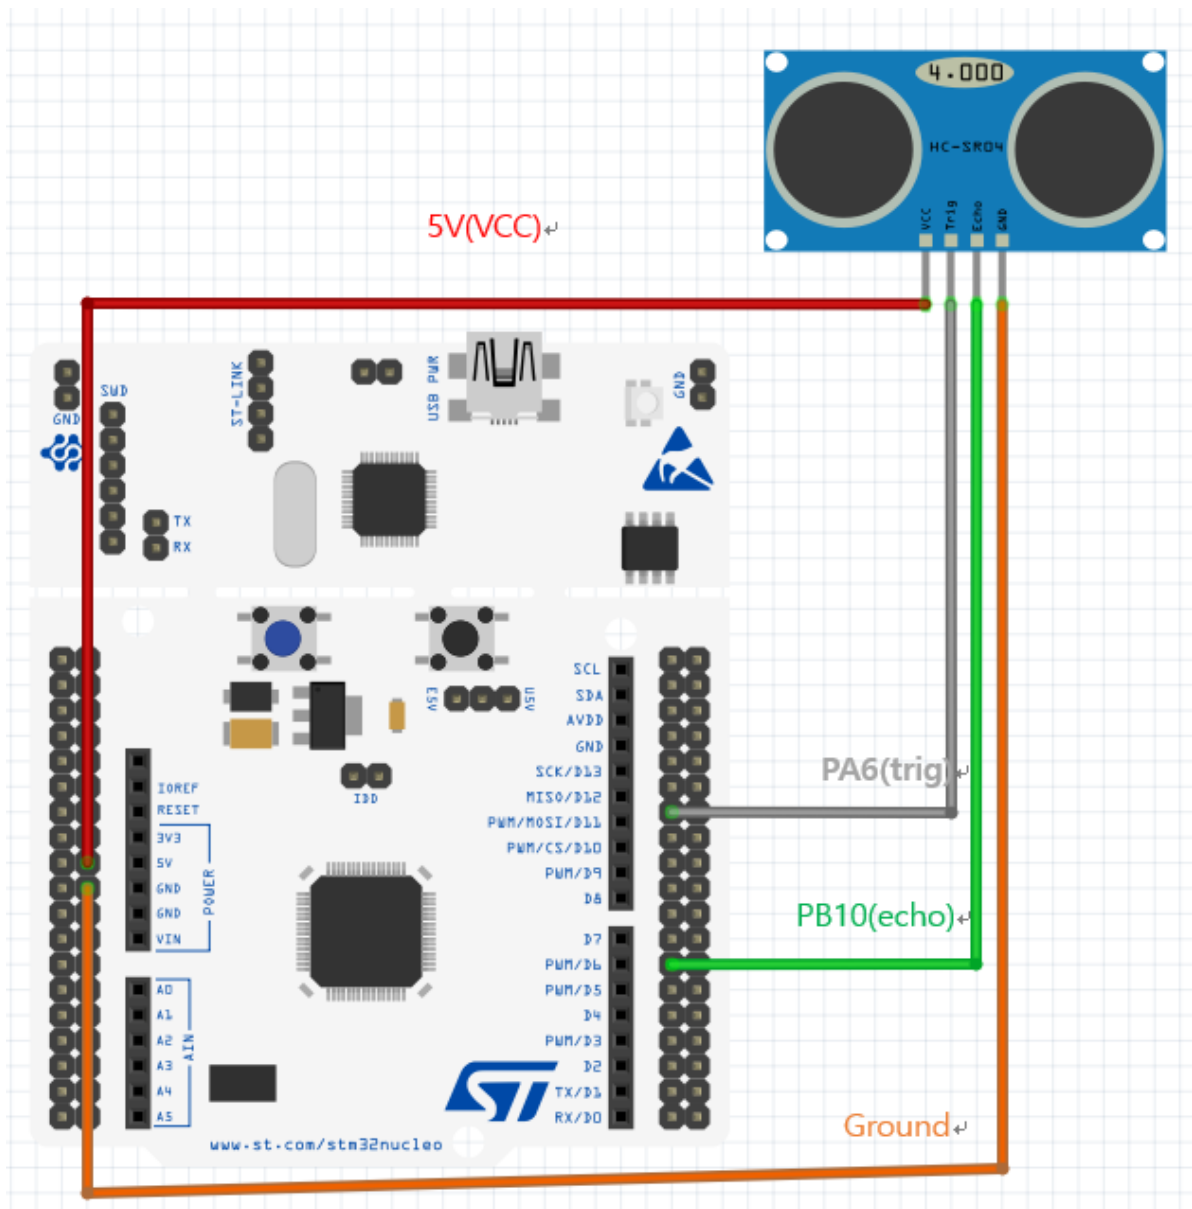 4.000
HC-SR04
VCC
Trig
Echo
GND
5V(VCC)↵
ST-LINK
USB PWR
GND
SWD
GND
TX
RX
E5V
U5V
IDD
SCL
SDA
AVDD
GND
SCK/D13
MISO/D12
PWM/MOSI/D11
PWM/CS/D10
PWM/D9
D8
PA6(trig)↵
IOREF
RESET
3V3
5V
GND
GND
VIN
POWER
PB10(echo)↵
D7
PWM/D6
PWM/D5
D4
PWM/D3
D2
TX/D1
RX/D0
A0
A1
A2
A3
A4
A5
AIN
ST
www.st.com/stm32nucleo
Ground↵